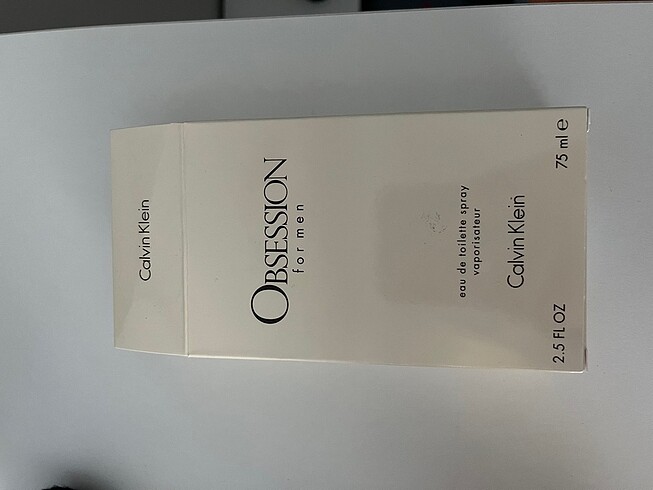 Calvin Klein
OBSESSION
for men
eau de toilette spray
vaporisateur
Calvin Klein
2.5 FL OZ 75 ml e